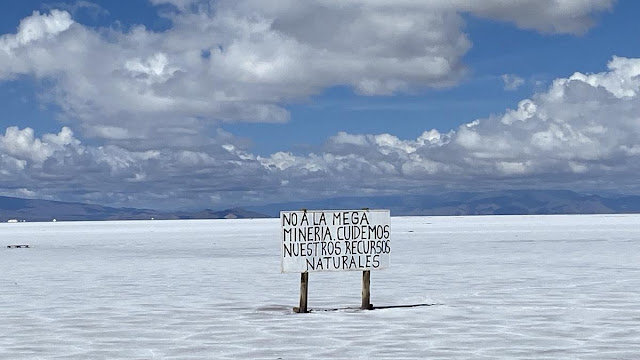 NO A LA MEGA
MINERIA. CUIDEMOS
NUESTROS RECURSOS
NATURALES